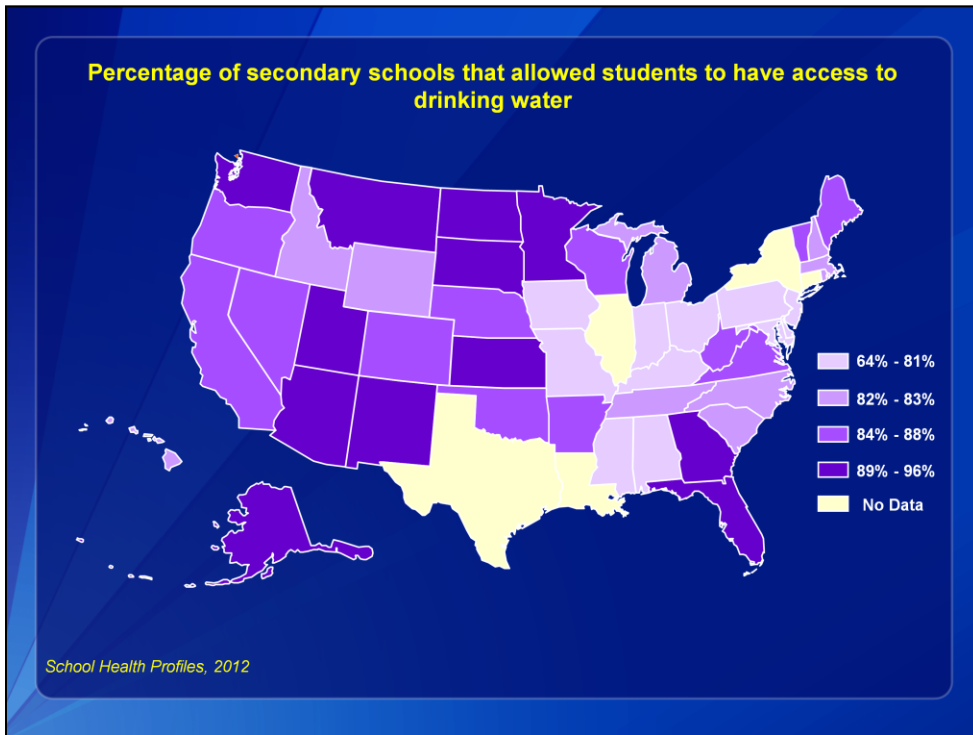 Percentage of secondary schools that allowed students to have access to
drinking water
64% - 81%
82% - 83%
84% - 88%
89% - 96%
No Data
School Health Profiles, 2012